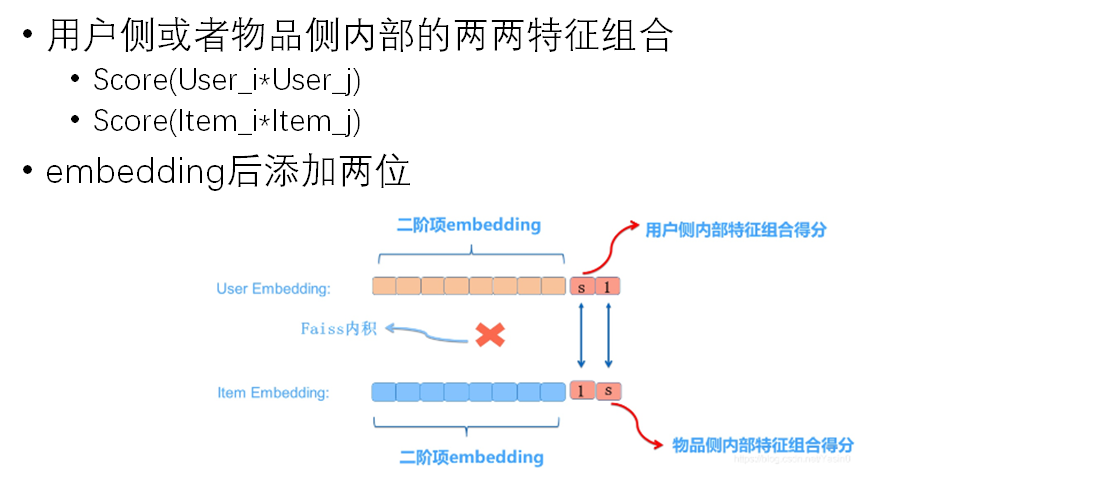 • 用户侧或者物品侧内部的两两特征组合
• Score(User_i*User_j)
• Score(Item_i*Item_j)
• embedding后添加两位
二阶项embedding
用户侧内部特征组合得分
User Embedding:
s 1
Faiss内积
Item Embedding:
1 s
物品侧内部特征组合得分
二阶项embedding